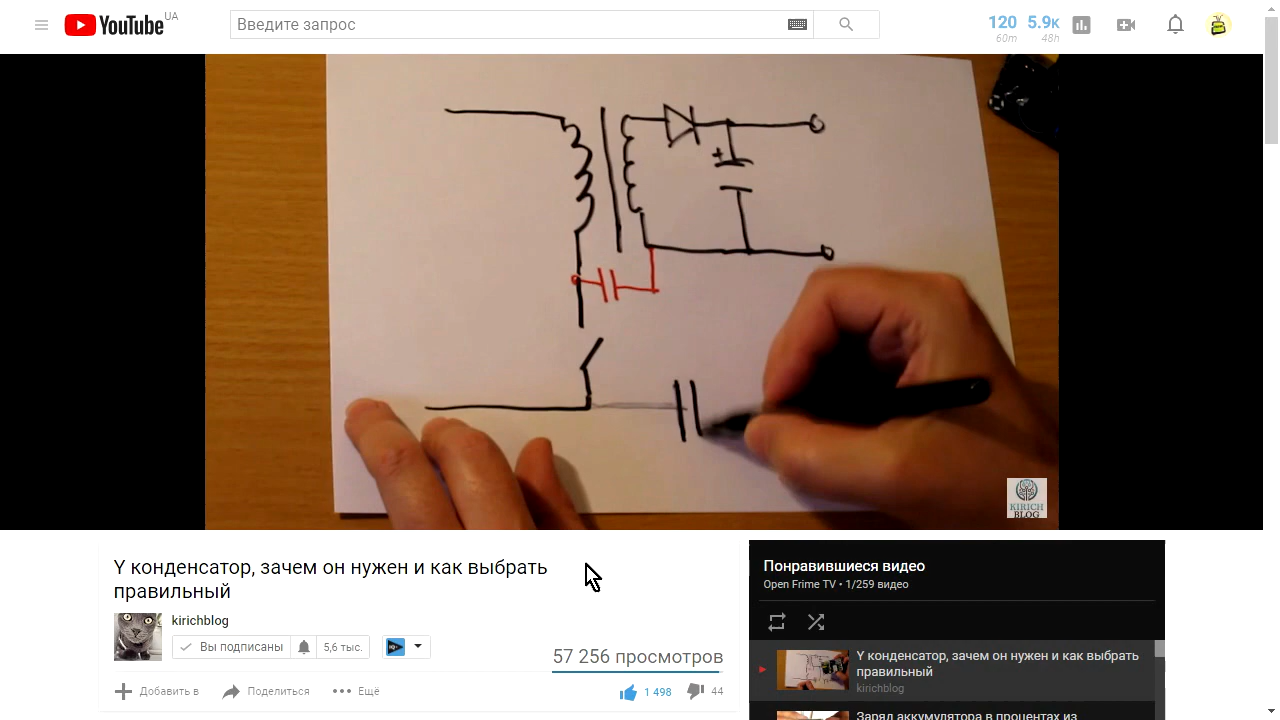 YouTube UA
Введите запрос
120 5.9K
60m 48h
+
KIRICH
BLOG
Y конденсатор, зачем он нужен и как выбрать
правильный
kirichblog
Вы подписаны 5,6 тыс.
57 256 просмотров
Добавить в Поделиться Ещё
1 498 44
Понравившиеся видео
Open Frime TV • 1/259 видео
Y конденсатор, зачем он нужен и как выбрать
правильный
kirichblog
Заряд аккумулятора в процентах из